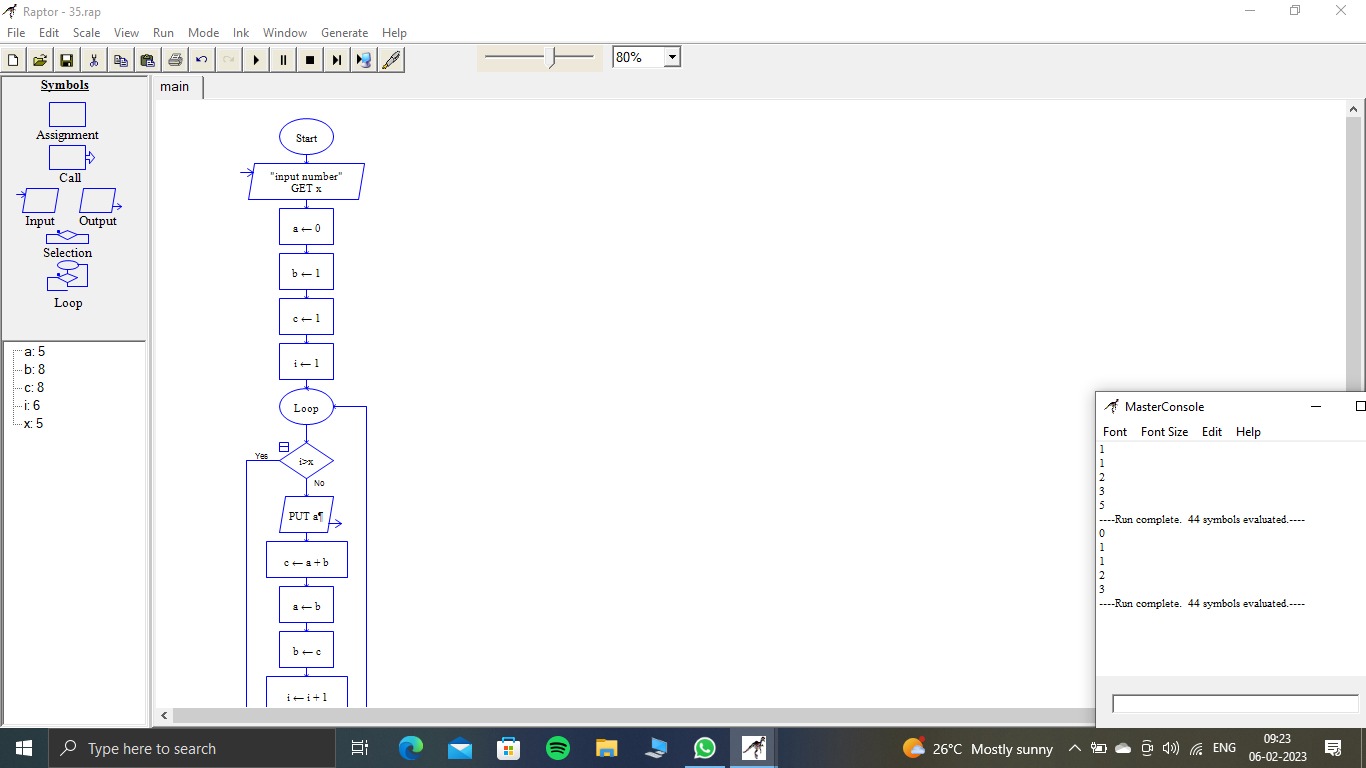 Raptor - 35.rap
File Edit Scale View Run Mode Ink Window Generate Help
80%
Symbols
main
Assignment
Call
Input Output
Selection
Loop
a: 5
b: 8
c: 8
i: 6
x: 5
Start
"input number"
GET x
a ← 0
b ← 1
c ← 1
i ← 1
Loop
Yes
i>x
No
PUT a¶
c ← a + b
a ← b
b ← c
i ← i + 1
MasterConsole
Font Font Size Edit Help
1
1
2
3
5
----Run complete. 44 symbols evaluated.----
0
1
1
2
3
----Run complete. 44 symbols evaluated.----
Type here to search
26°C Mostly sunny
ENG
09:23
06-02-2023